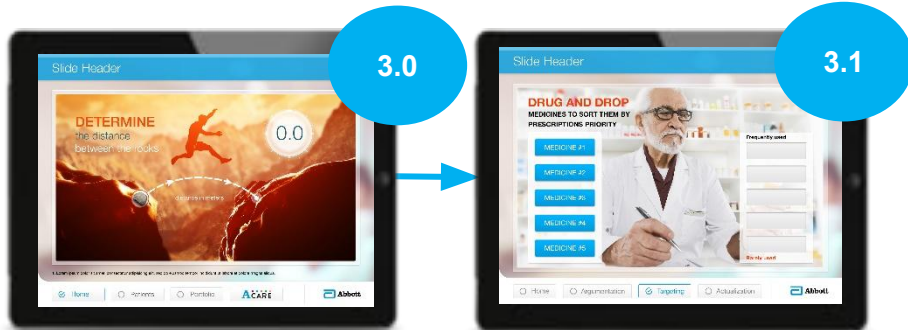 3.0
Slide Header
DETERMINE
the distance
between the rocks
0.0
Home
Patients
Portfolio
CARE
Abbott
3.1
Slide Header
DRUG AND DROP
MEDICINES TO SORT THEM BY
PRESCRIPTIONS PRIORITY
Frequently used
MEDICINE #1
MEDICINE #2
MEDICINE #3
MEDICINE #4
MEDICINE #5
Rarely used
Home
Argumentation
Targeting
Actualization
Abbott